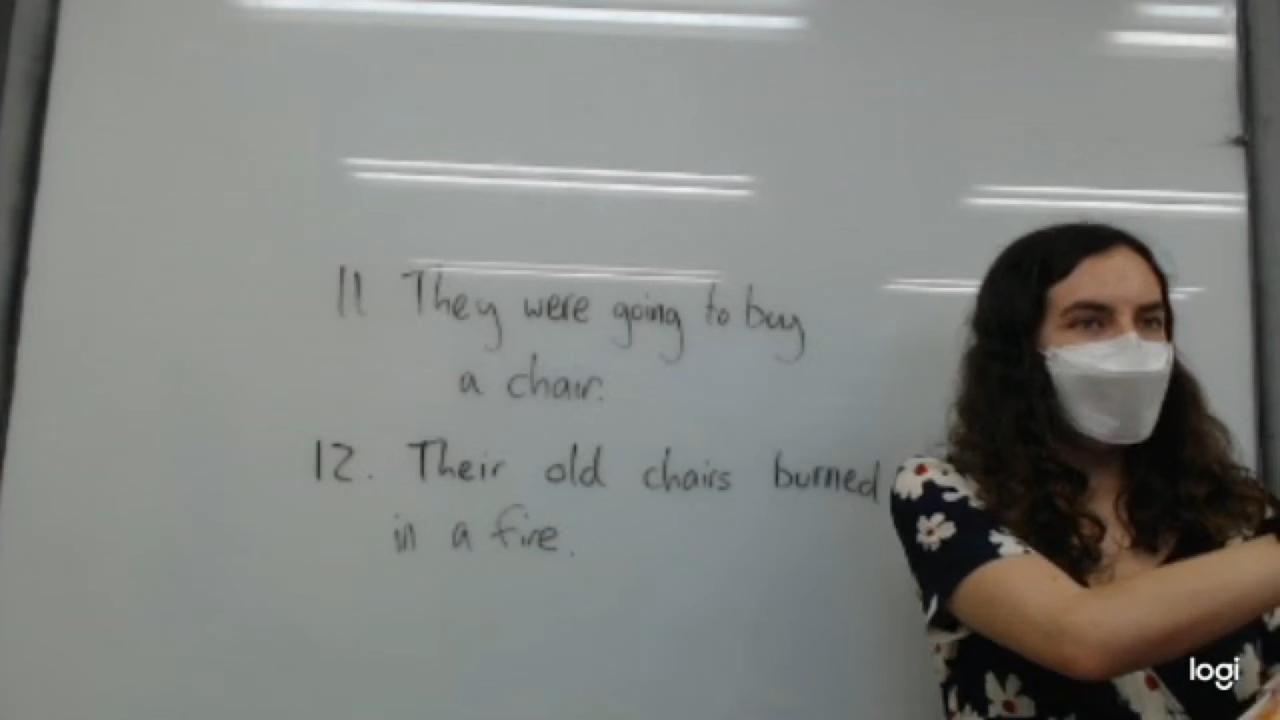 11 They were going to buy
a chair.
12. Their old chairs burned
in a fire.
logi